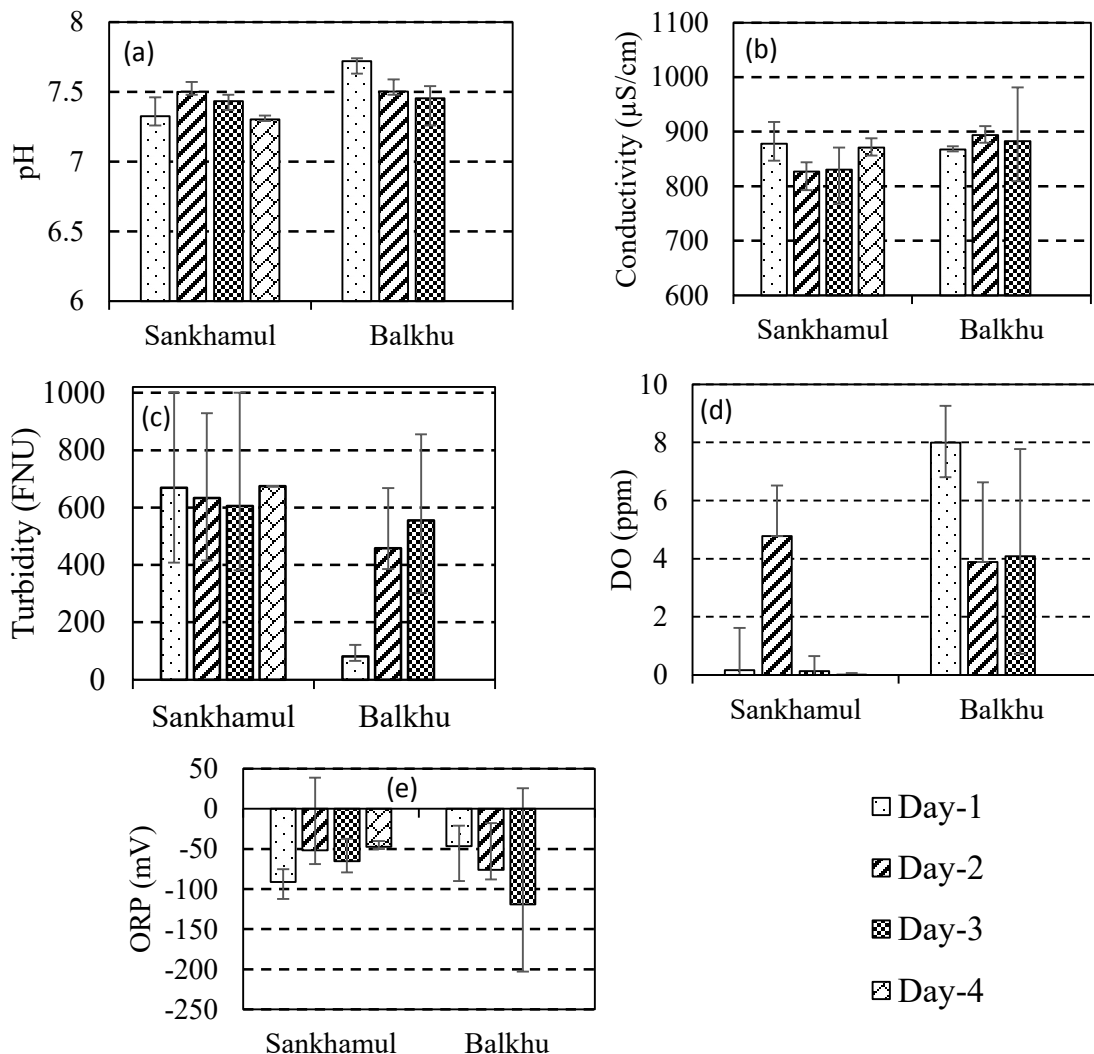 8
7.5
7
6.5
6
pH
(a)
Sankhamul Balkhu
1100
1000
900
800
700
600
Conductivity (µS/cm)
(b)
Sankhamul Balkhu
1000
800
600
400
200
0
Turbidity (FNU)
(c)
Sankhamul Balkhu
10
8
6
4
2
0
DO (ppm)
(d)
Sankhamul Balkhu
50
0
-50
-100
-150
-200
-250
ORP (mV)
(e)
Sankhamul Balkhu
Day-1
Day-2
Day-3
Day-4